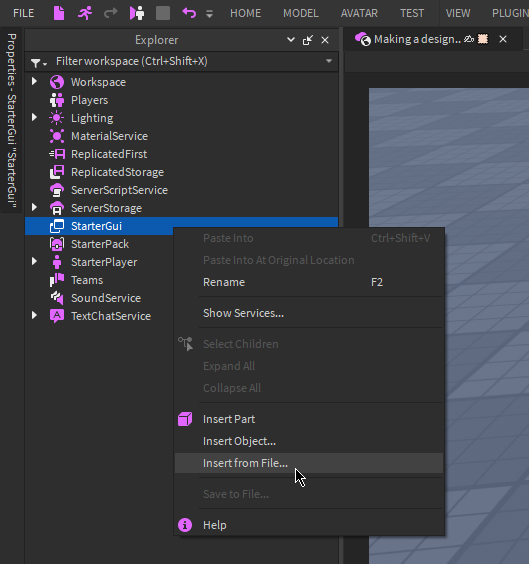 FILE HOME MODEL AVATAR TEST VIEW PLUGIN
Explorer
Making a design..
Properties - StarterGui "StarterGui"
Filter workspace (Ctrl+Shift+X)
Workspace
Players
Lighting
MaterialService
ReplicatedFirst
ReplicatedStorage
ServerScriptService
ServerStorage
StarterGui
StarterPack
StarterPlayer
Teams
SoundService
TextChatService
Paste Into Ctrl+Shift+V
Paste Into At Original Location
Rename F2
Show Services...
Select Children
Expand All
Collapse All
Insert Part
Insert Object...
Insert from File...
Save to File...
Help